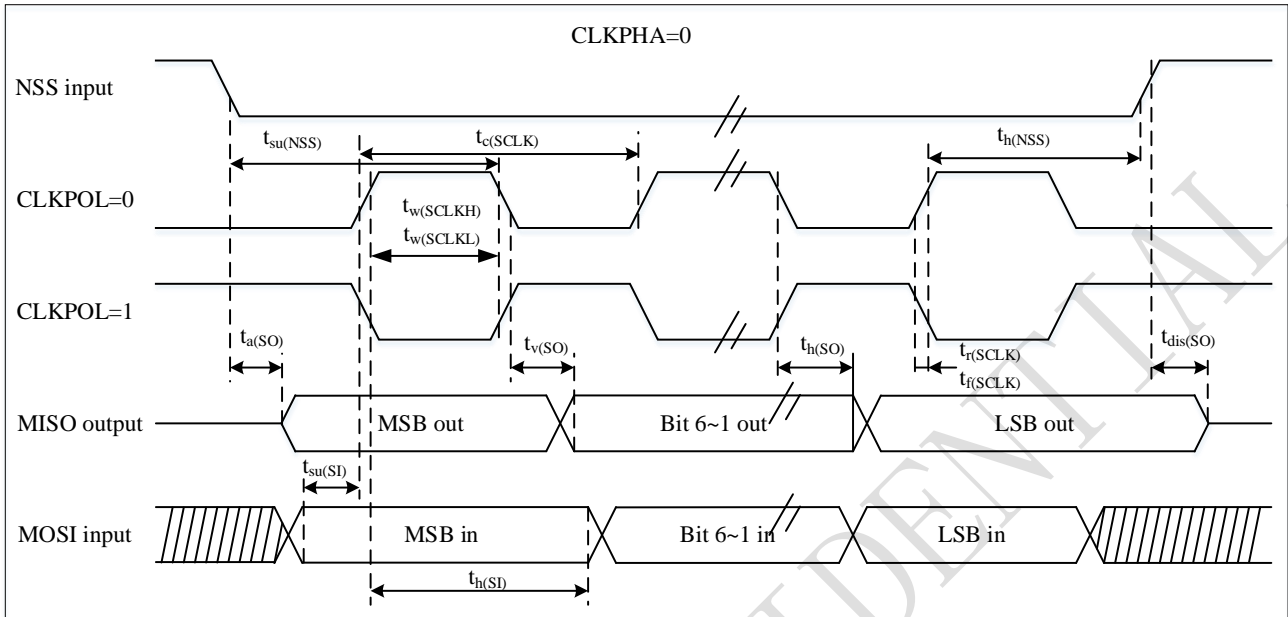 CLKPHA=0
NSS input
tsu(NSS)
tc(SCLK)
th(NSS)
CLKPOL=0
tw(SCLKH)
tw(SCLKL)
CLKPOL=1
ta(SO)
tv(SO)
th(SO)
tr(SCLK)
tf(SCLK)
tdis(SO)
MISO output
MSB out
Bit 6~1 out
LSB out
tsu(SI)
MOSI input
MSB in
Bit 6~1 in
LSB in
th(SI)
DENTIAL